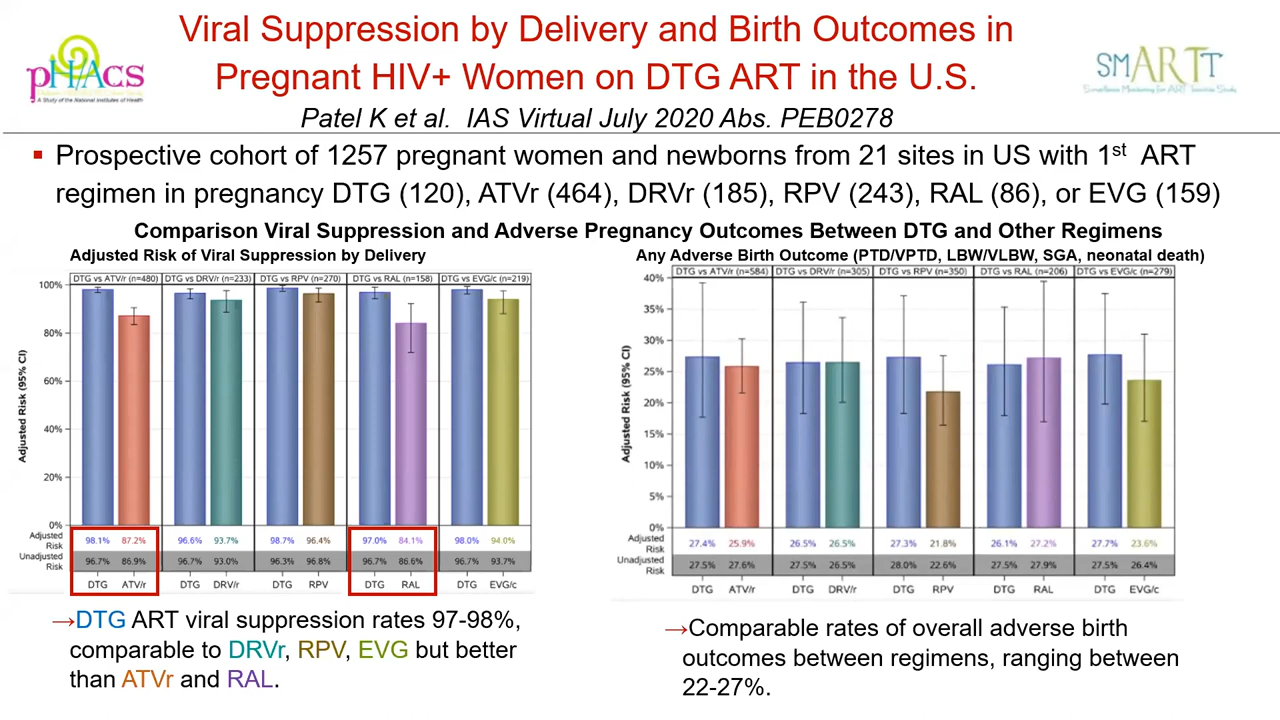 Viral Suppression by Delivery and Birth Outcomes in
Pregnant HIV+ Women on DTG ART in the U.S.
pHACS
A Study of the National Institutes of Health
SMARTT
Surveillance Monitoring for ART Toxicities Study
Patel K et al. IAS Virtual July 2020 Abs. PEB0278
▪ Prospective cohort of 1257 pregnant women and newborns from 21 sites in US with 1st ART
regimen in pregnancy DTG (120), ATVr (464), DRVr (185), RPV (243), RAL (86), or EVG (159)
Comparison Viral Suppression and Adverse Pregnancy Outcomes Between DTG and Other Regimens
Adjusted Risk of Viral Suppression by Delivery
DTG vs ATV/r (n=480) DTG vs DRV/r (n=233) DTG vs RPV (n=270) DTG vs RAL (n=158) DTG vs EVG/c (n=219)
Adjusted Risk (95% CI)
100%
80%
60%
40%
20%
0%
Adjusted Risk 98.1% 87.2% 96.6% 93.7% 98.7% 96.4% 97.0% 84.1% 98.0% 94.0%
Unadjusted Risk 96.7% 86.9% 96.7% 93.0% 96.3% 96.8% 96.7% 86.6% 96.7% 93.7%
DTG ATV/r DTG DRV/r DTG RPV DTG RAL DTG EVG/c
→DTG ART viral suppression rates 97-98%,
comparable to DRVr, RPV, EVG but better
than ATVr and RAL.
Any Adverse Birth Outcome (PTD/VPTD, LBW/VLBW, SGA, neonatal death)
DTG vs ATV/r (n=584) DTG vs DRV/r (n=305) DTG vs RPV (n=350) DTG vs RAL (n=206) DTG vs EVG/c (n=279)
Adjusted Risk (95% CI)
40%
35%
30%
25%
20%
15%
10%
5%
0%
Adjusted Risk 27.4% 25.9% 26.5% 26.5% 27.3% 21.8% 26.1% 27.2% 27.7% 23.6%
Unadjusted Risk 27.5% 27.6% 27.5% 26.5% 28.0% 22.6% 27.5% 27.9% 27.5% 26.4%
DTG ATV/r DTG DRV/r DTG RPV DTG RAL DTG EVG/c
→Comparable rates of overall adverse birth
outcomes between regimens, ranging between
22-27%.